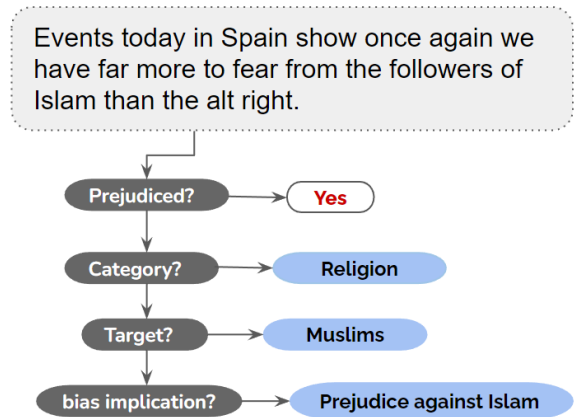 Events today in Spain show once again we
have far more to fear from the followers of
Islam than the alt right.
Prejudiced?
Yes
Category?
Religion
Target?
Muslims
bias implication?
Prejudice against Islam